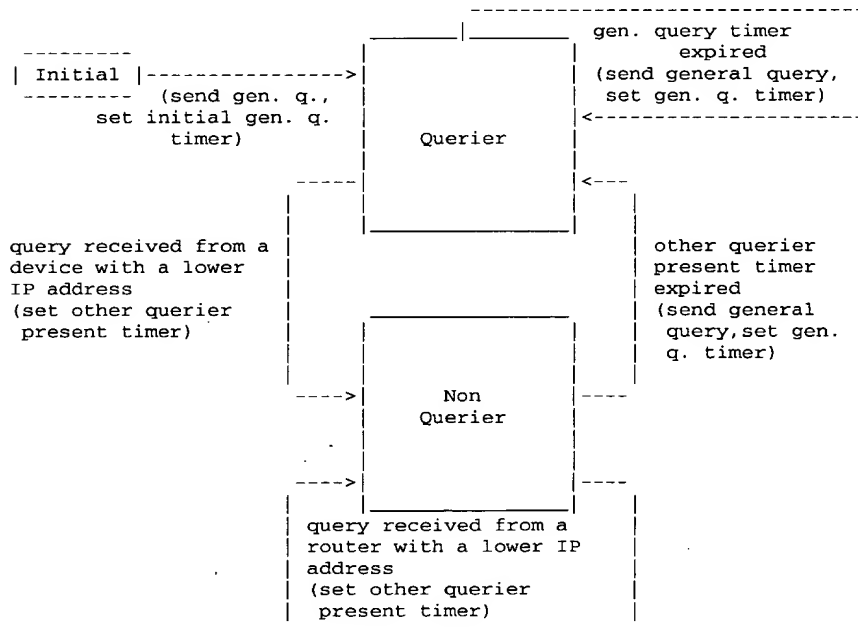 gen. query timer
expired
(send general query,
set gen. q. timer)
Initial
(send gen. q.,
set initial gen. q.
timer)
Querier
query received from a
device with a lower
IP address
(set other querier
present timer)
other querier
present timer
expired
(send general
query,set gen.
q. timer)
Non
Querier
query received from a
router with a lower IP
address
(set other querier
present timer)